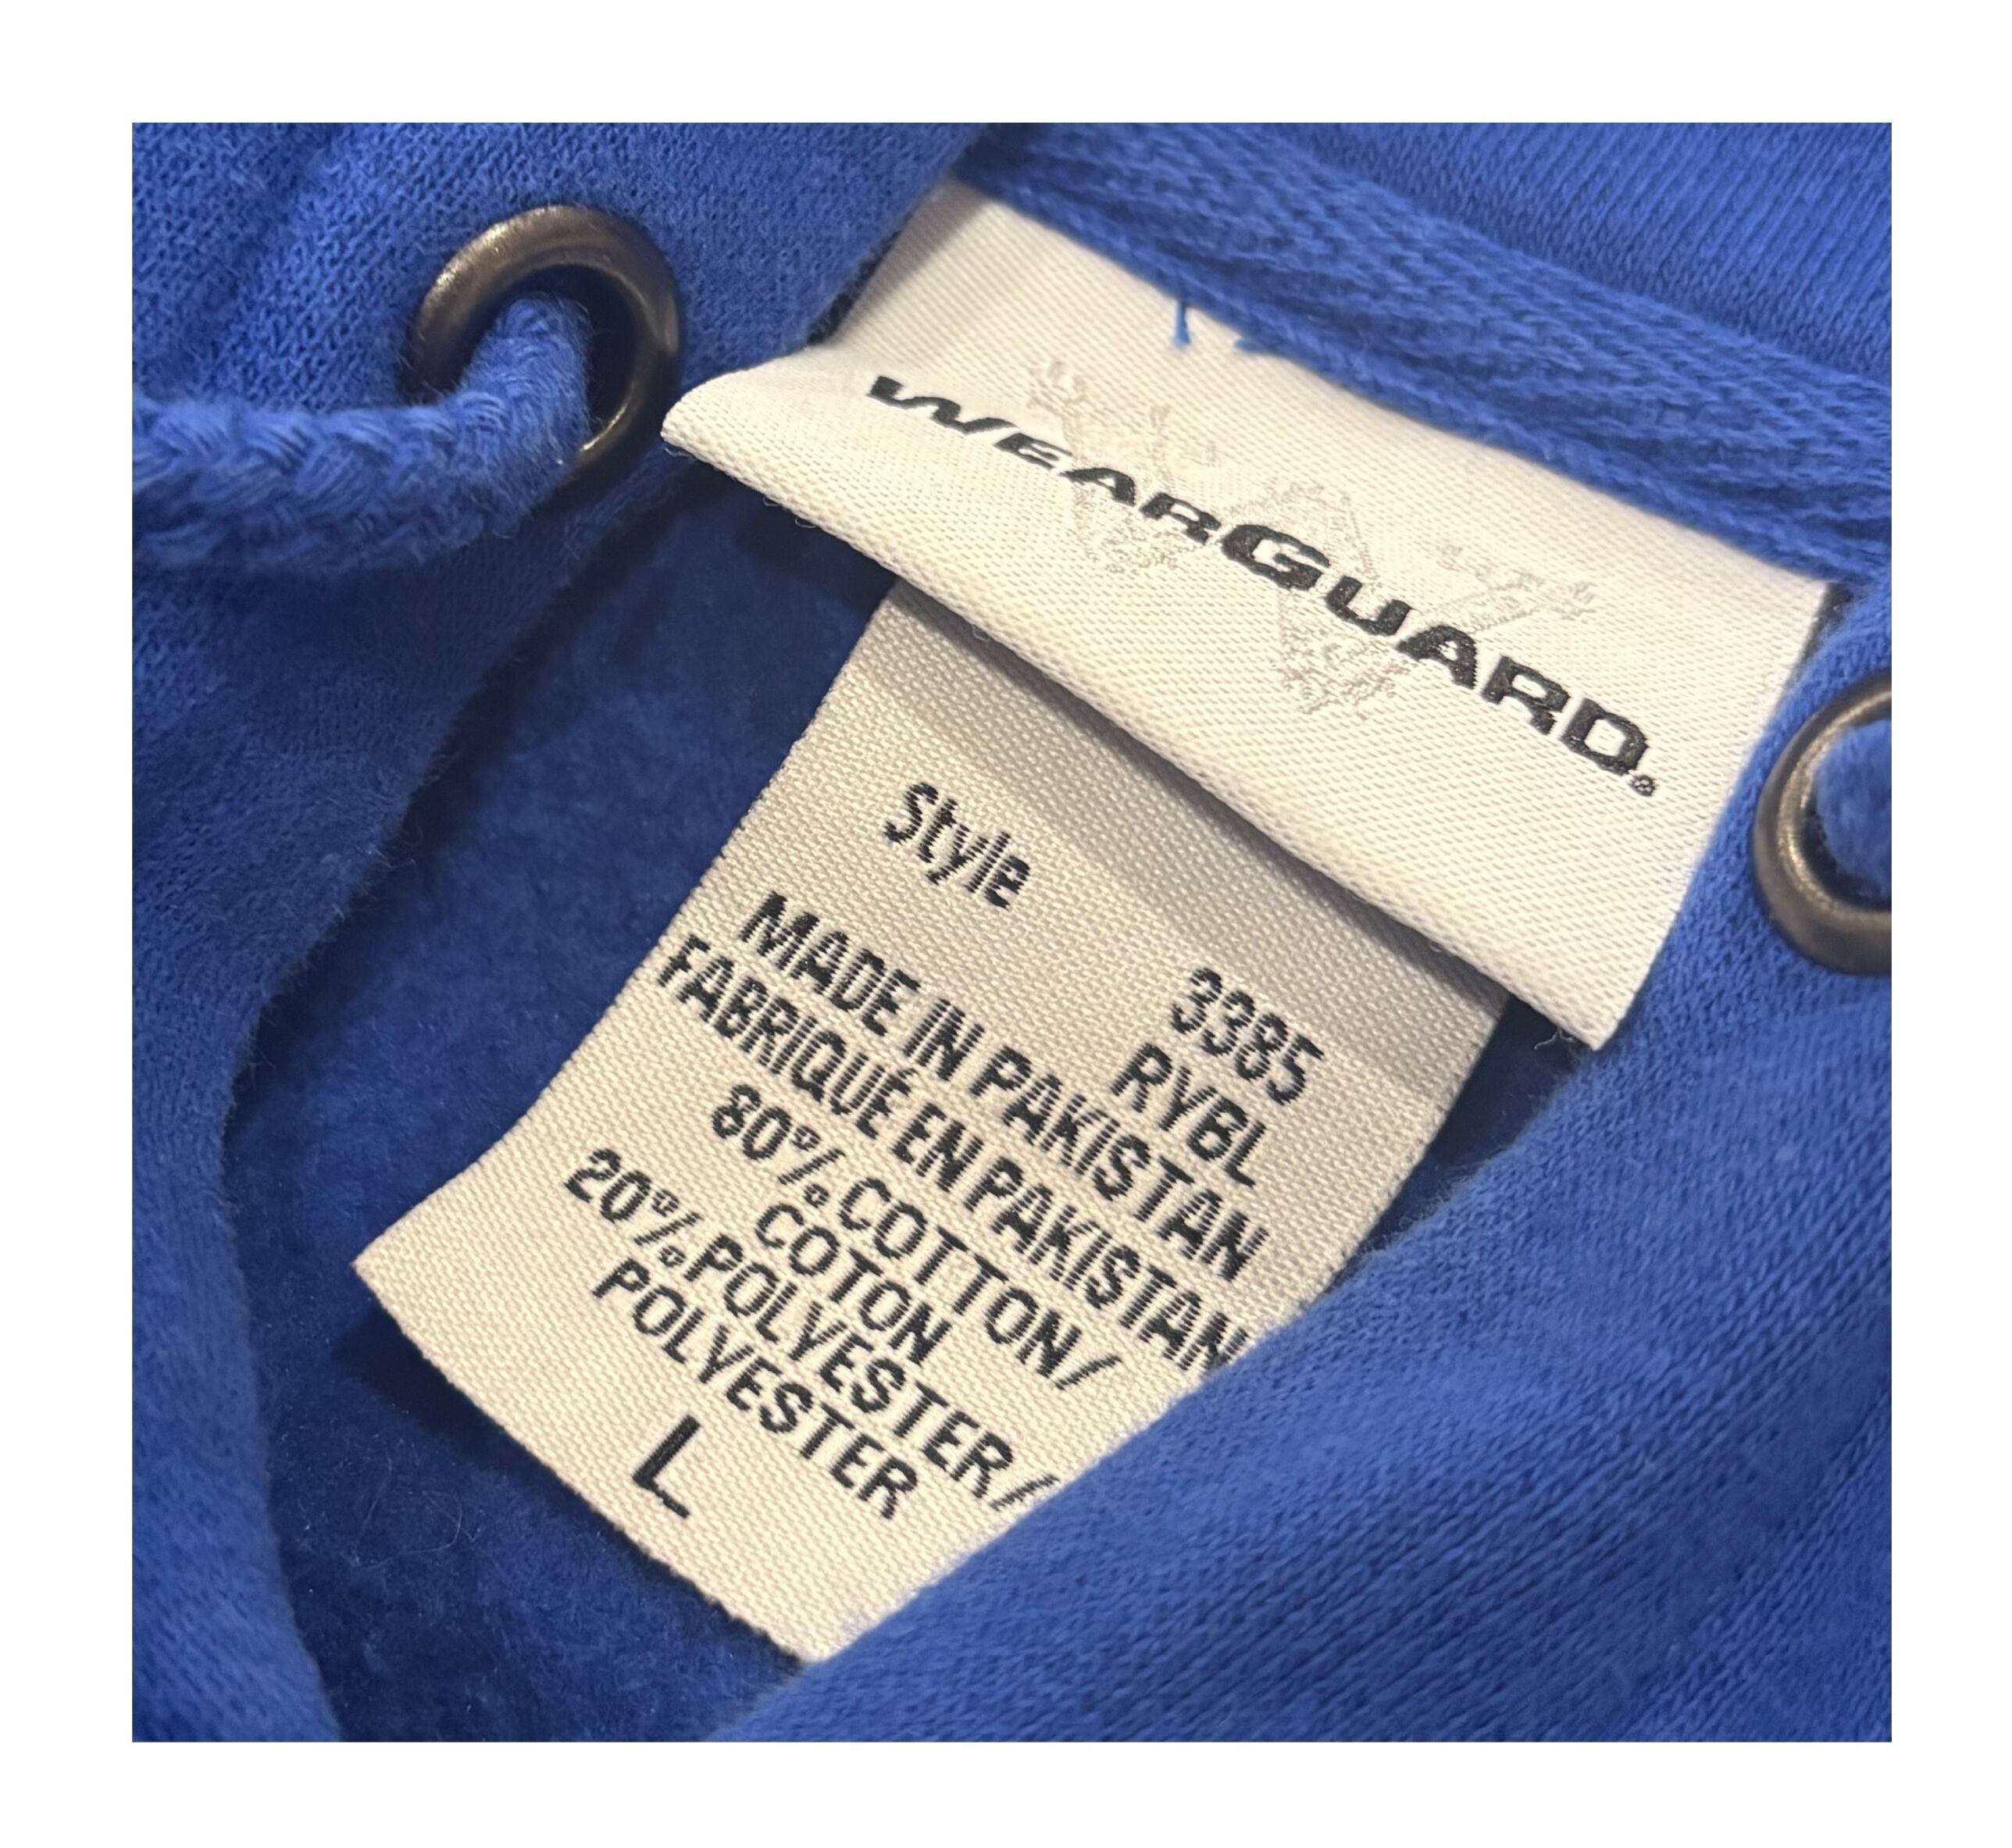 WEARGUARD®
Style
3385
RYBL
MADE IN PAKISTAN
FABRIQUÉ EN PAKISTAN
80% COTTON/
COTON
20% POLYESTER/
POLYESTER
L